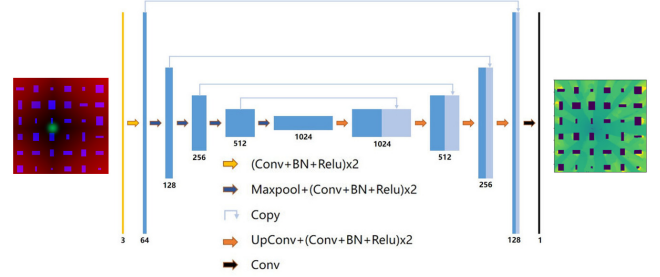 512
1024
1024
256
512
128
256
(Conv+BN+Relu)x2
Maxpool+(Conv+BN+Relu)x2
Copy
UpConv+(Conv+BN+Relu)x2
Conv
3
64
128
1